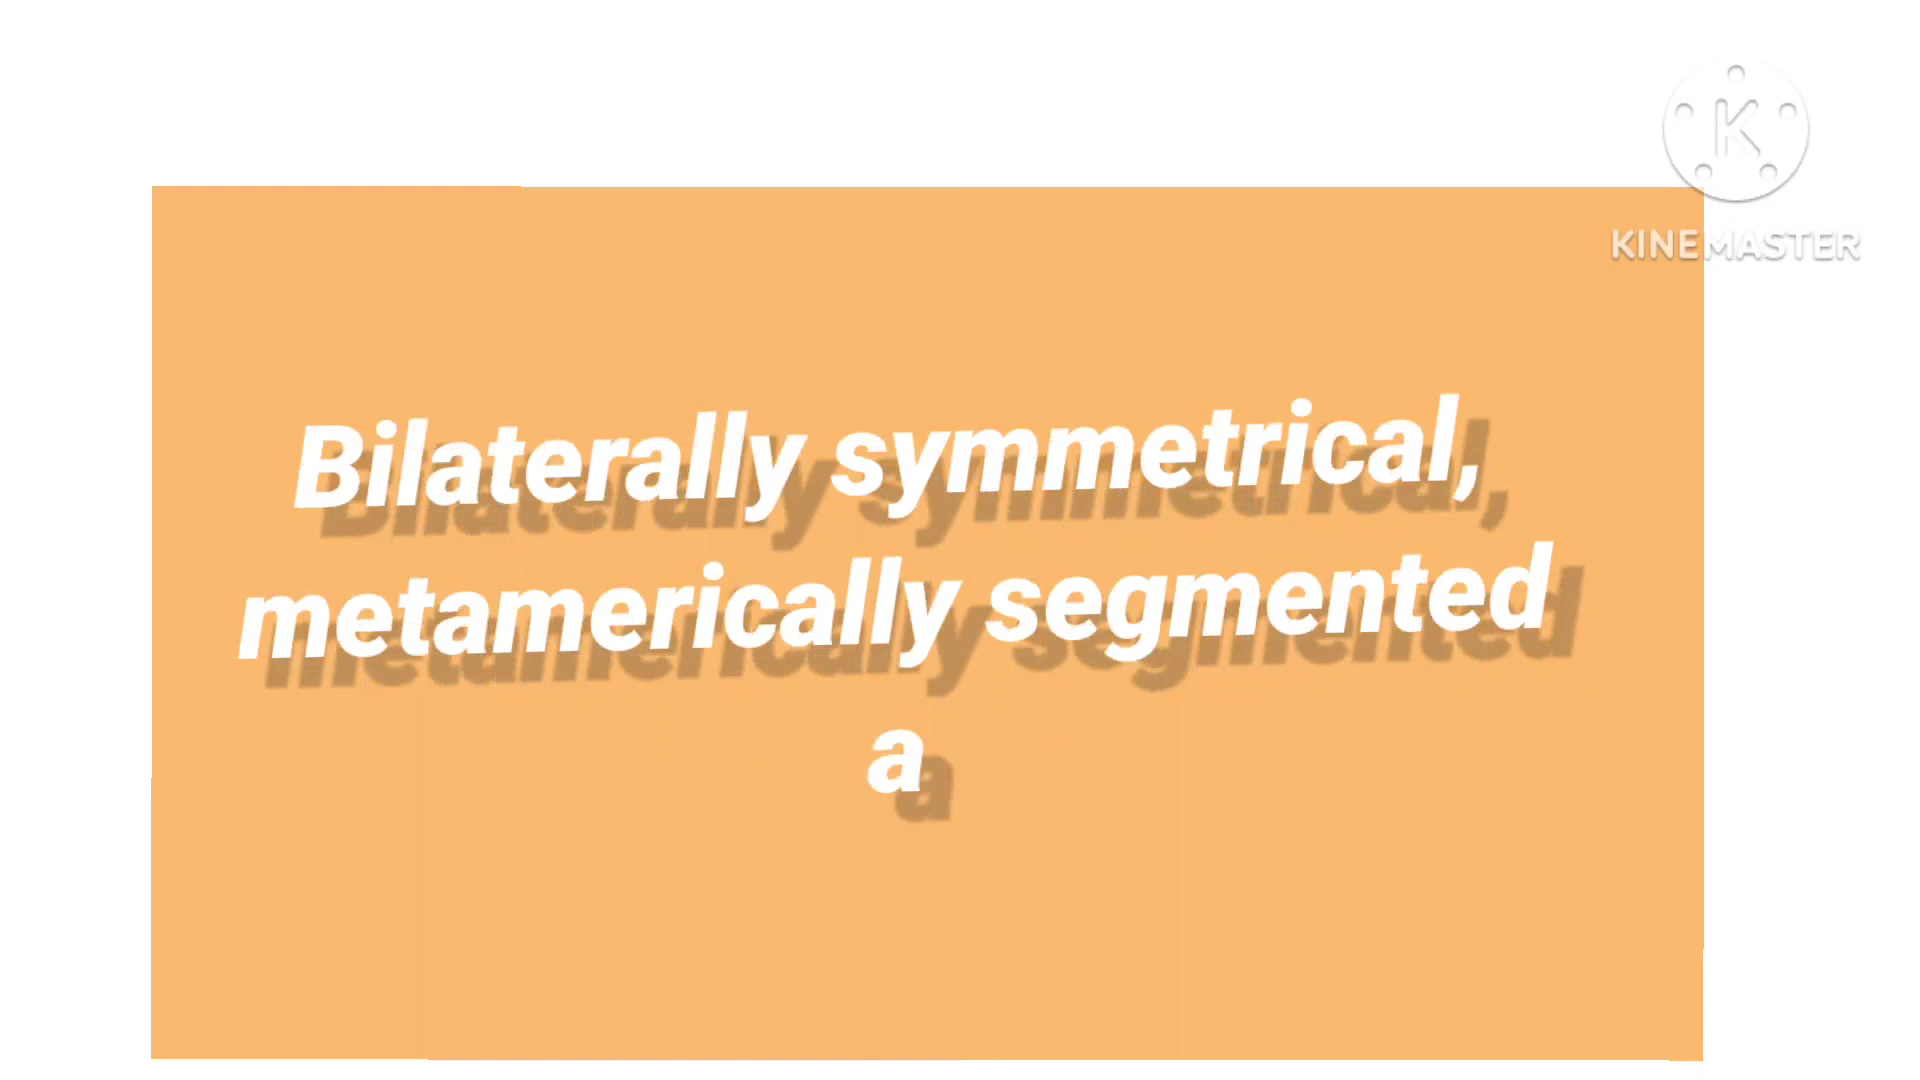 K
KINEMASTER
Bilaterally symmetrical,
metamerically segmented
a